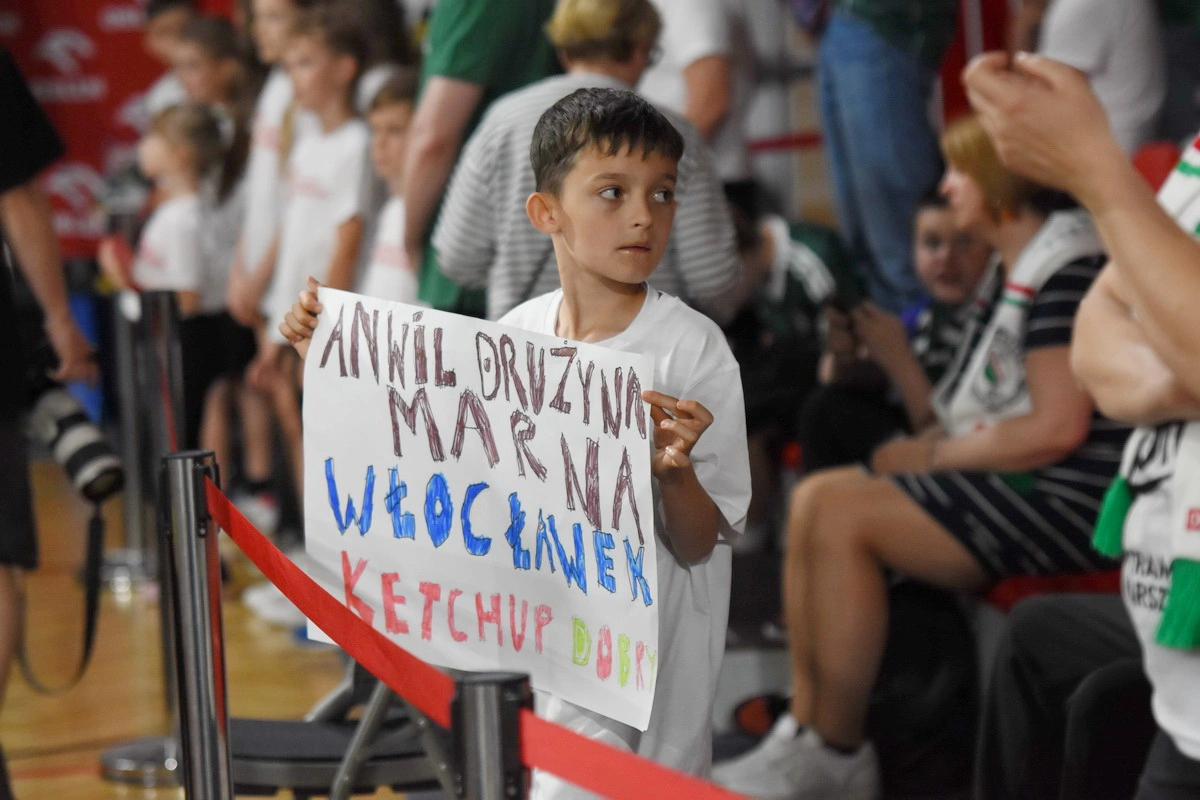 ANWIL DRUŻYNA
MARNA
WŁOCŁAWEK
KETCHUP DOBRY